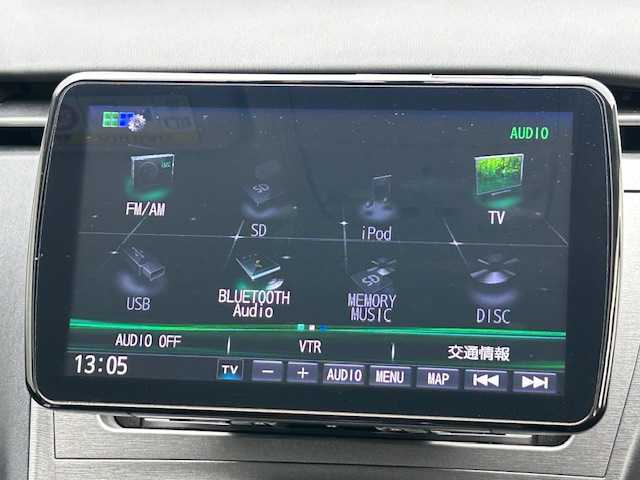 AUDIO
FM/AM
SD
iPod
TV
USB
BLUETOOTH
Audio
MEMORY
MUSIC
DISC
AUDIO OFF
VTR
交通情報
13:05
TV
− + AUDIO MENU MAP